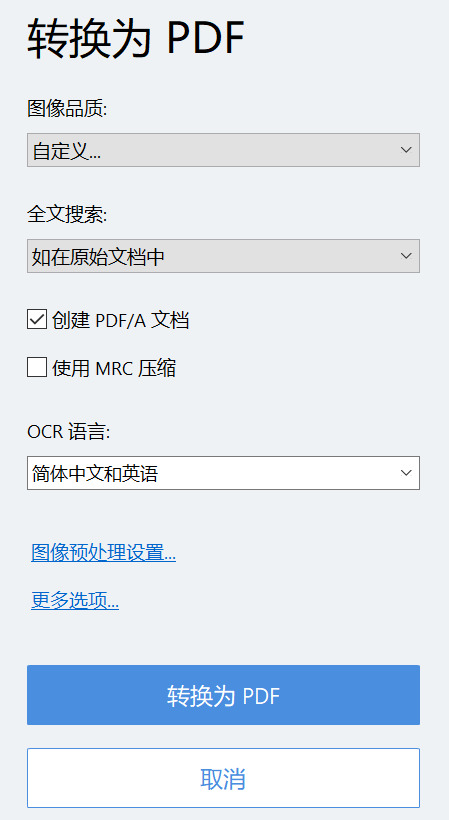 转换为 PDF
图像品质:
自定义...
全文搜索:
如在原始文档中
创建 PDF/A 文档
使用 MRC 压缩
OCR 语言:
简体中文和英语
图像预处理设置...
更多选项...
转换为 PDF
取消